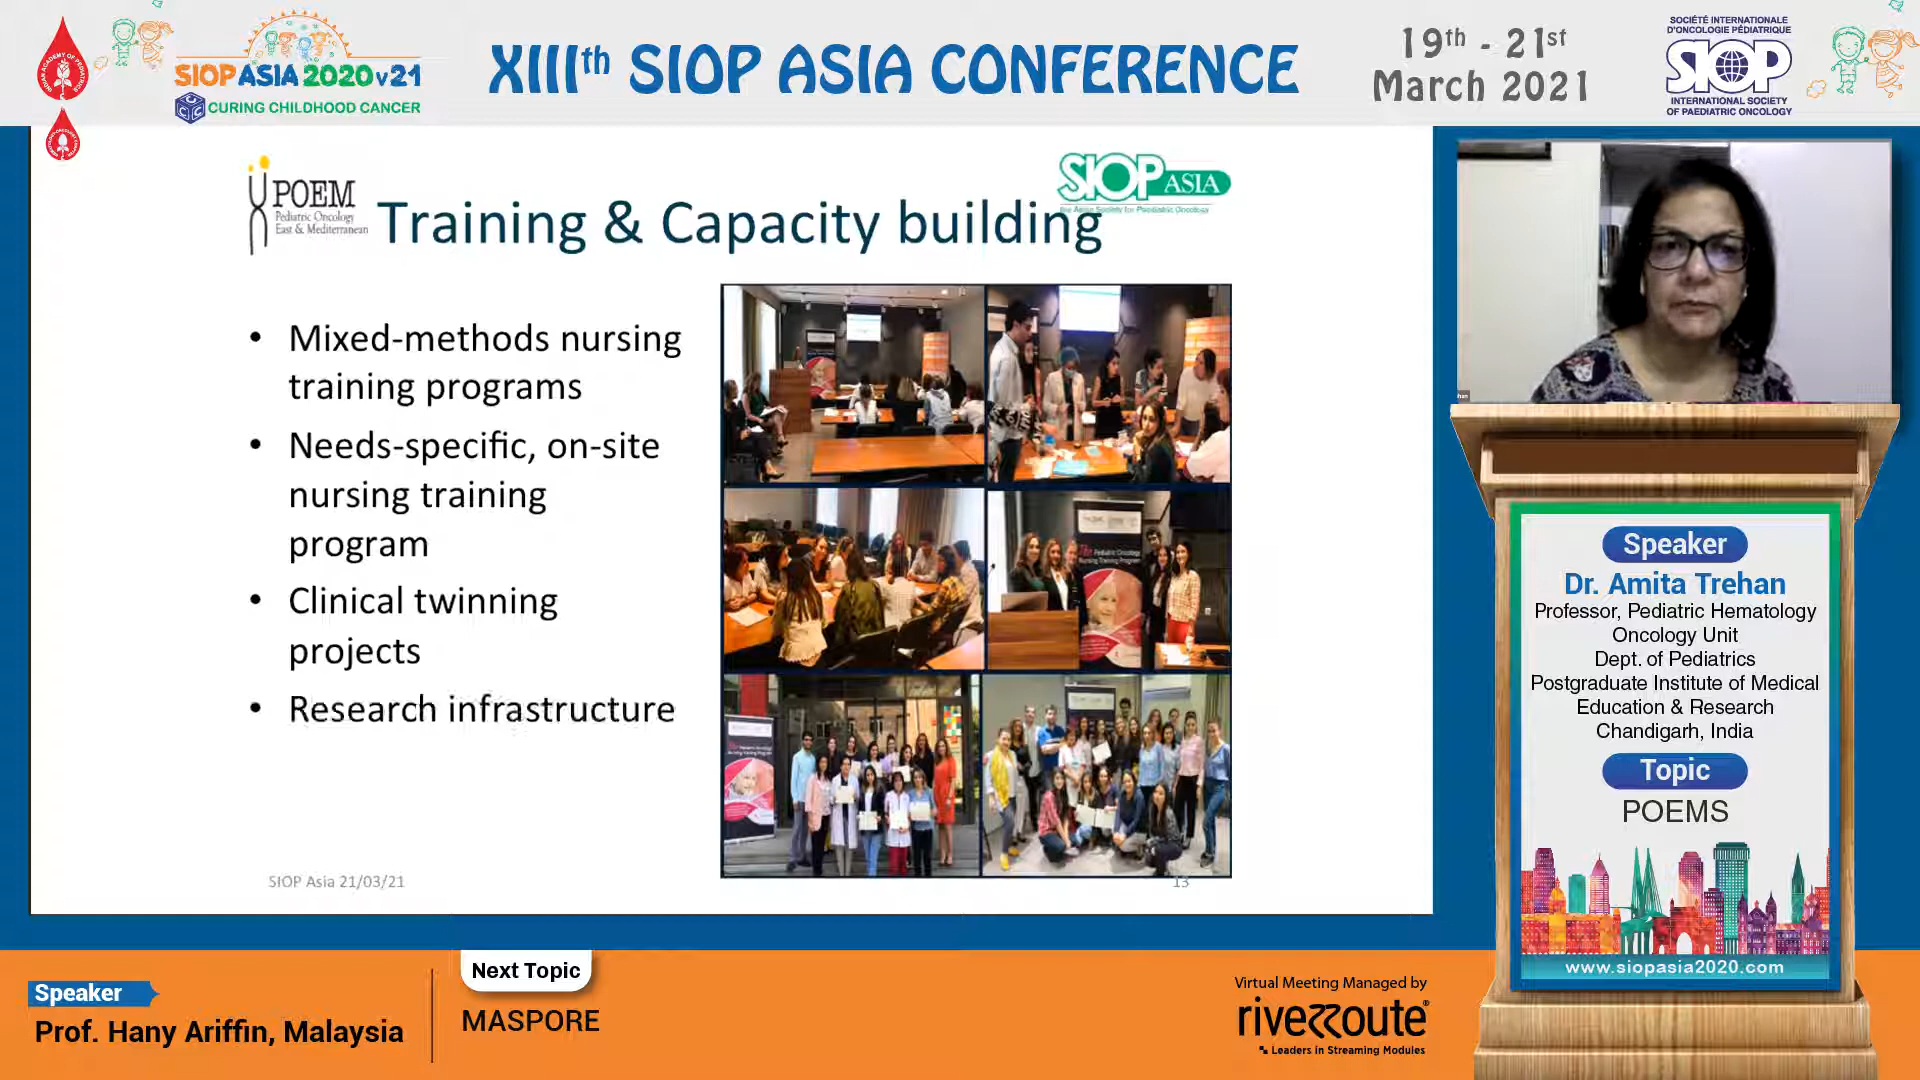 SIOP ASIA 2020 v21
CURING CHILDHOOD CANCER
XIIIth SIOP ASIA CONFERENCE
19th - 21st
March 2021
SOCIÉTÉ INTERNATIONALE
D'ONCOLOGIE PÉDIATRIQUE
SIOP
INTERNATIONAL SOCIETY
OF PAEDIATRIC ONCOLOGY
POEM
Pediatric Oncology
East & Mediterranean
SIOP ASIA
Training & Capacity building
• Mixed-methods nursing
training programs
• Needs-specific, on-site
nursing training
program
• Clinical twinning
projects
• Research infrastructure
SIOP Asia 21/03/21
13
Speaker
Dr. Amita Trehan
Professor, Pediatric Hematology
Oncology Unit
Dept. of Pediatrics
Postgraduate Institute of Medical
Education & Research
Chandigarh, India
Topic
POEMS
www.siopasia2020.com
Speaker
Prof. Hany Ariffin, Malaysia
Next Topic
MASPORE
Virtual Meeting Managed by
riveRRoute®
Leaders in Streaming Modules